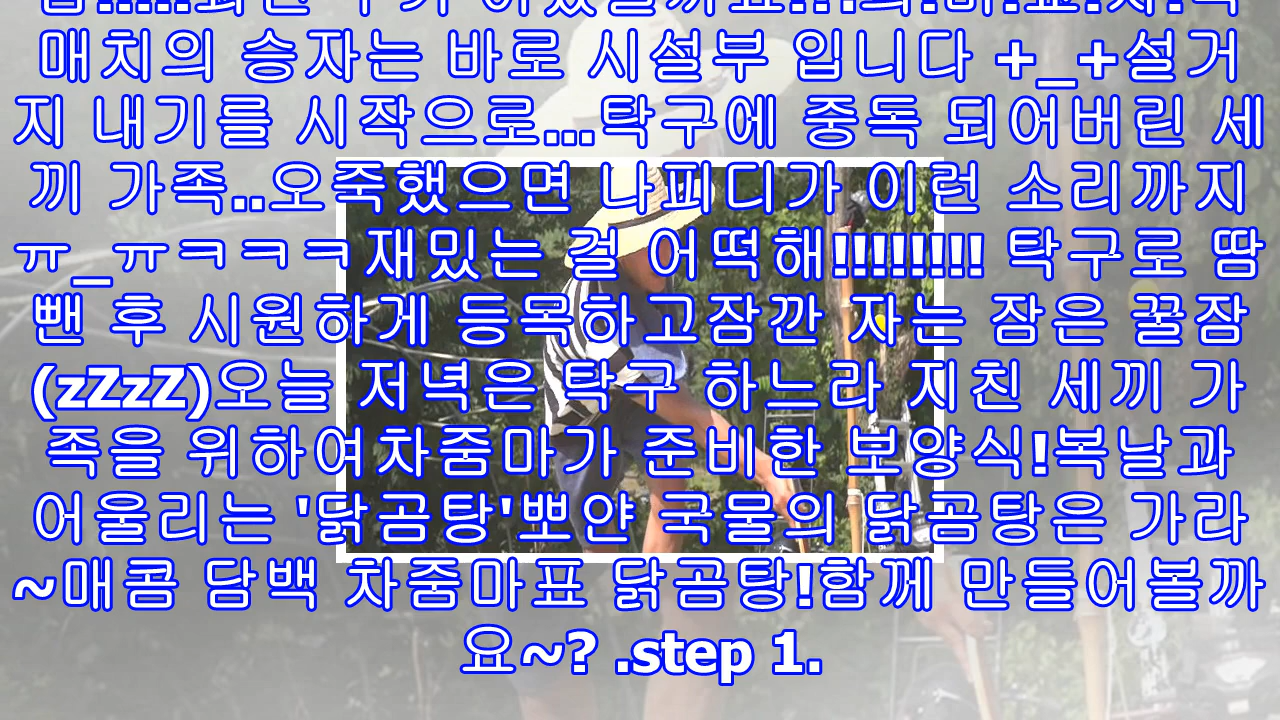 매치의 승자는 바로 시설부 입니다 +_+설거
지 내기를 시작으로...탁구에 중독 되어버린 세
끼 가족..오죽했으면 나피디가 이런 소리까지
ㅠ_ㅠㅋㅋㅋ재밌는 걸 어떡해!!!!!!!! 탁구로 땀
뺀 후 시원하게 등목하고잠깐 자는 잠은 꿀잠
(zZzZ)오늘 저녁은 탁구 하느라 지친 세끼 가
족을 위하여차줌마가 준비한 보양식!복날과
어울리는 '닭곰탕'뽀얀 국물의 닭곰탕은 가라
~매콤 담백 차줌마표 닭곰탕!함께 만들어볼까
요~? .step 1.